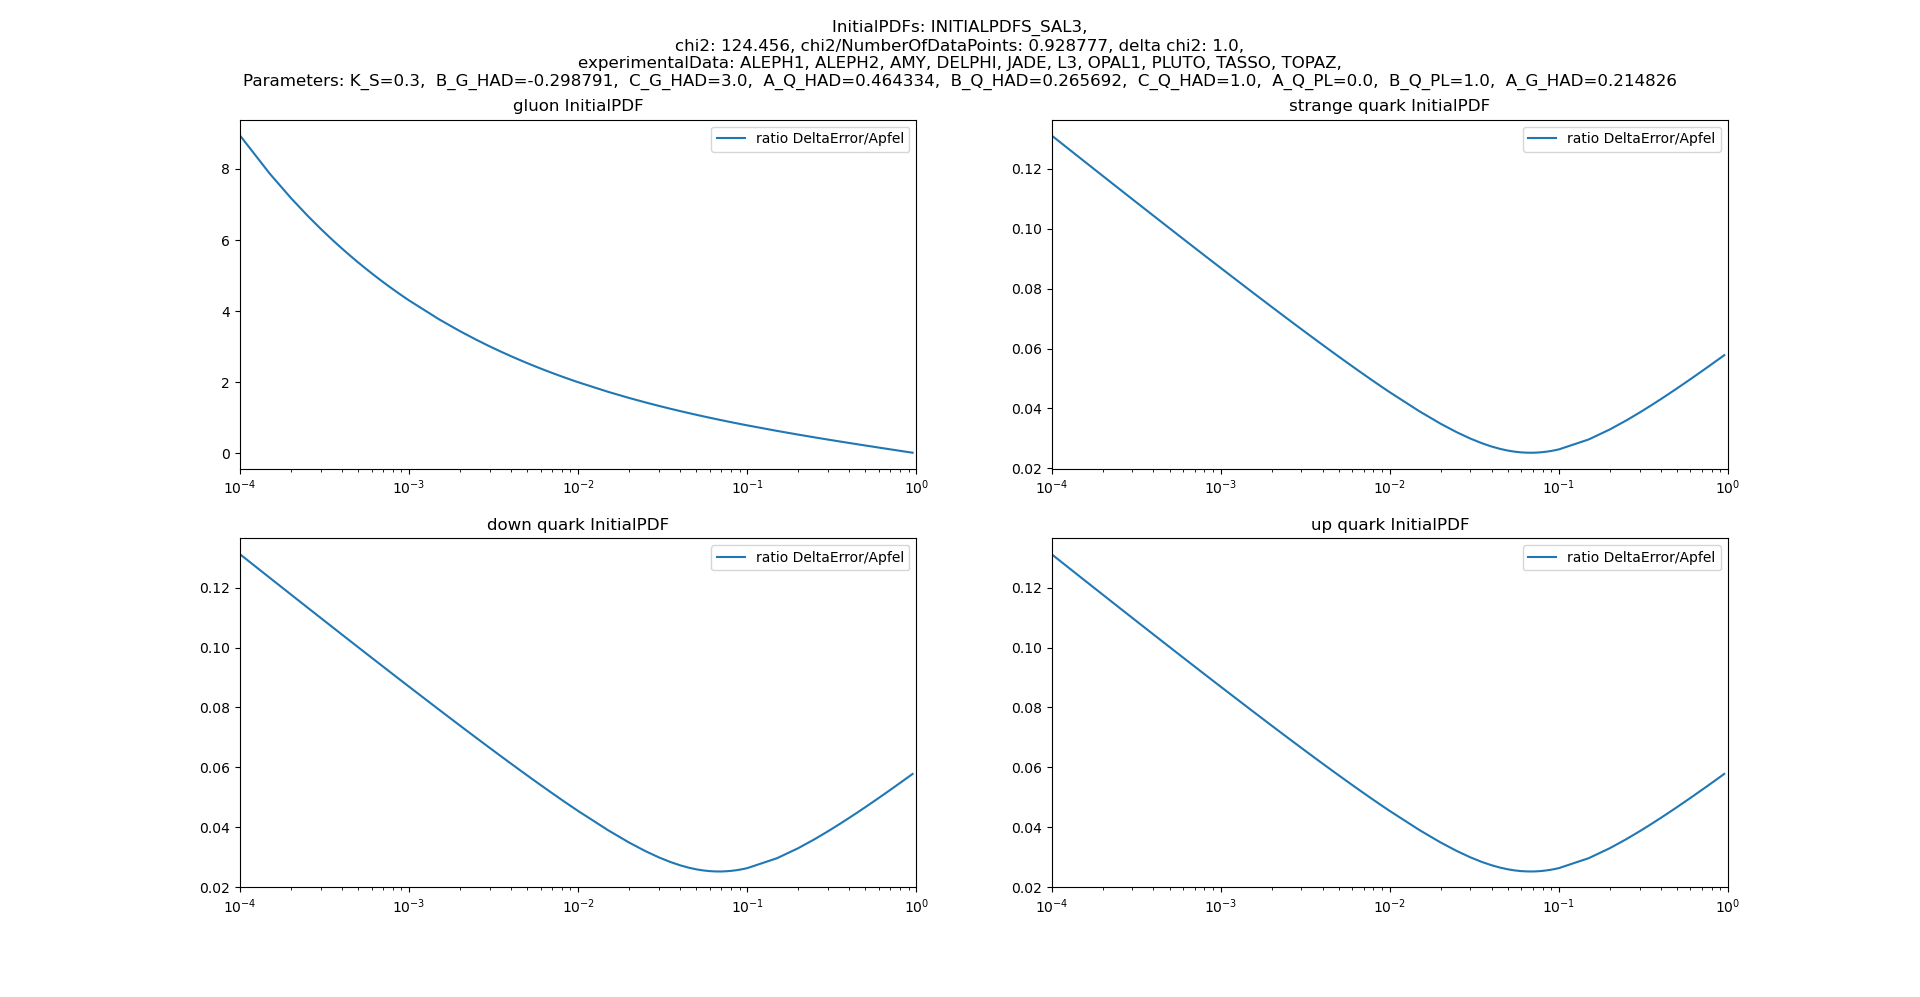 InitialPDFs: INITIALPDFS_SAL3,
chi2: 124.456, chi2/NumberOfDataPoints: 0.928777, delta chi2: 1.0,
experimentalData: ALEPH1, ALEPH2, AMY, DELPHI, JADE, L3, OPAL1, PLUTO, TASSO, TOPAZ,
Parameters: K_S=0.3,  B_G_HAD=-0.298791,  C_G_HAD=3.0,  A_Q_HAD=0.464334,  B_Q_HAD=0.265692,  C_Q_HAD=1.0,  A_Q_PL=0.0,  B_Q_PL=1.0,  A_G_HAD=0.214826
gluon InitialPDF
ratio DeltaError/Apfel
8
6
4
2
0
10⁻⁴ 10⁻³ 10⁻² 10⁻¹ 10⁰
strange quark InitialPDF
ratio DeltaError/Apfel
0.12
0.10
0.08
0.06
0.04
0.02
10⁻⁴ 10⁻³ 10⁻² 10⁻¹ 10⁰
down quark InitialPDF
ratio DeltaError/Apfel
0.12
0.10
0.08
0.06
0.04
0.02
10⁻⁴ 10⁻³ 10⁻² 10⁻¹ 10⁰
up quark InitialPDF
ratio DeltaError/Apfel
0.12
0.10
0.08
0.06
0.04
0.02
10⁻⁴ 10⁻³ 10⁻² 10⁻¹ 10⁰